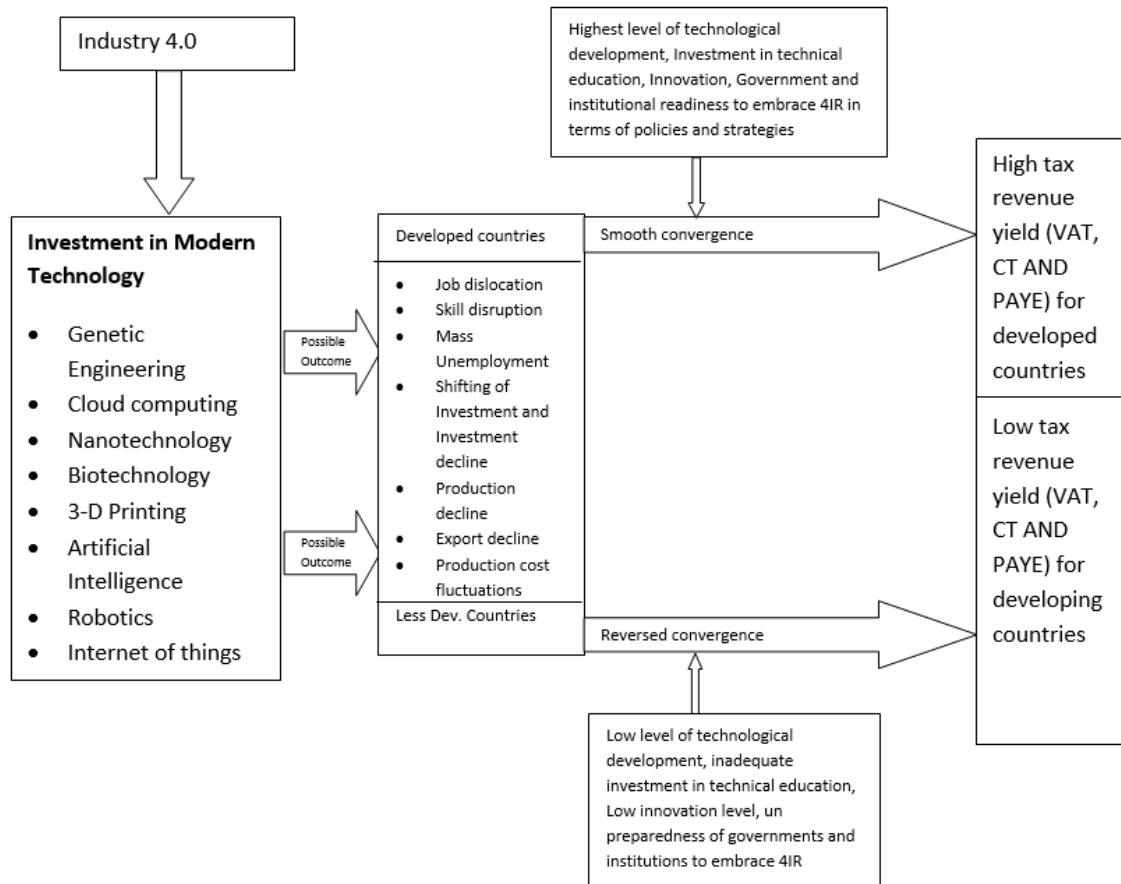 Industry 4.0
Highest level of technological
development, Investment in technical
education, Innovation, Government and
institutional readiness to embrace 4IR in
terms of policies and strategies
Investment in Modern
Technology
• Genetic
Engineering
• Cloud computing
• Nanotechnology
• Biotechnology
• 3-D Printing
• Artificial
Intelligence
• Robotics
• Internet of things
Possible
Outcome
Possible
Outcome
Developed countries
• Job dislocation
• Skill disruption
• Mass
Unemployment
• Shifting of
Investment and
Investment
decline
• Production
decline
• Export decline
• Production cost
fluctuations
Less Dev. Countries
Smooth convergence
Reversed convergence
High tax
revenue
yield (VAT,
CT AND
PAYE) for
developed
countries
Low tax
revenue
yield (VAT,
CT AND
PAYE) for
developing
countries
Low level of technological
development, inadequate
investment in technical education,
Low innovation level, un
preparedness of governments and
institutions to embrace 4IR